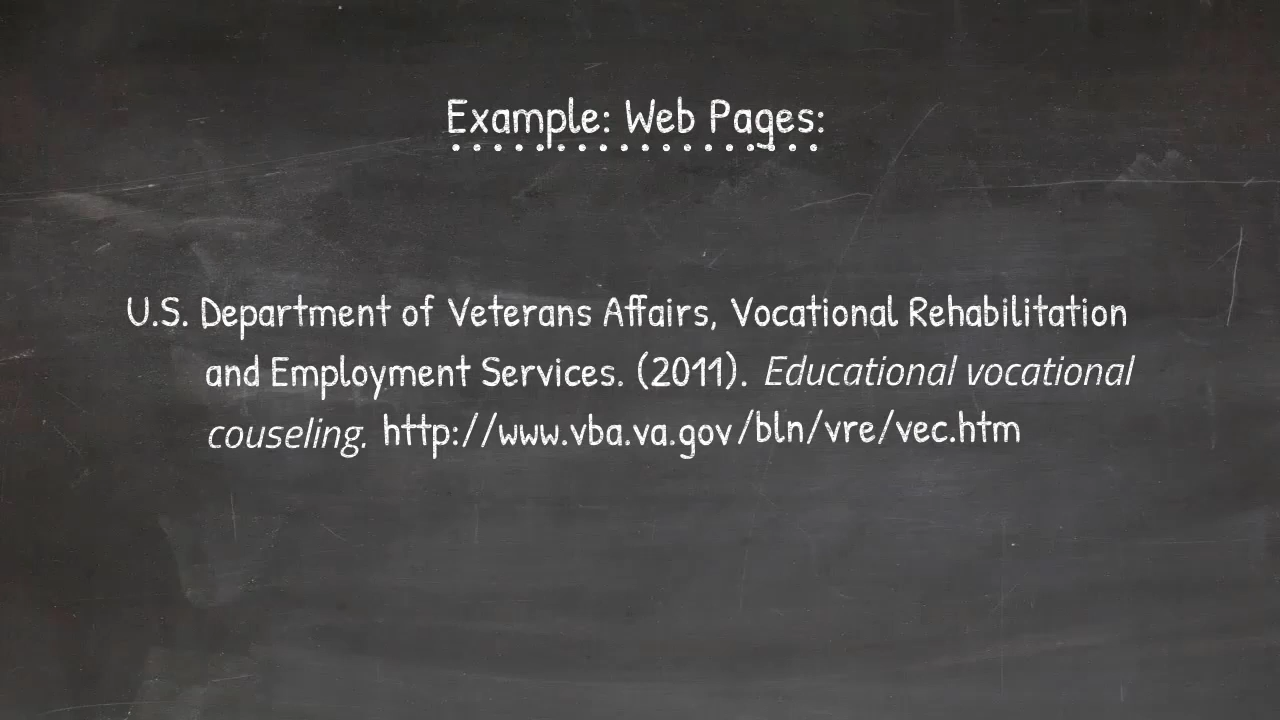 Example: Web Pages:
U.S. Department of Veterans Affairs, Vocational Rehabilitation
and Employment Services. (2011). Educational vocational
couseling. http://www.vba.va.gov/bln/vre/vec.htm